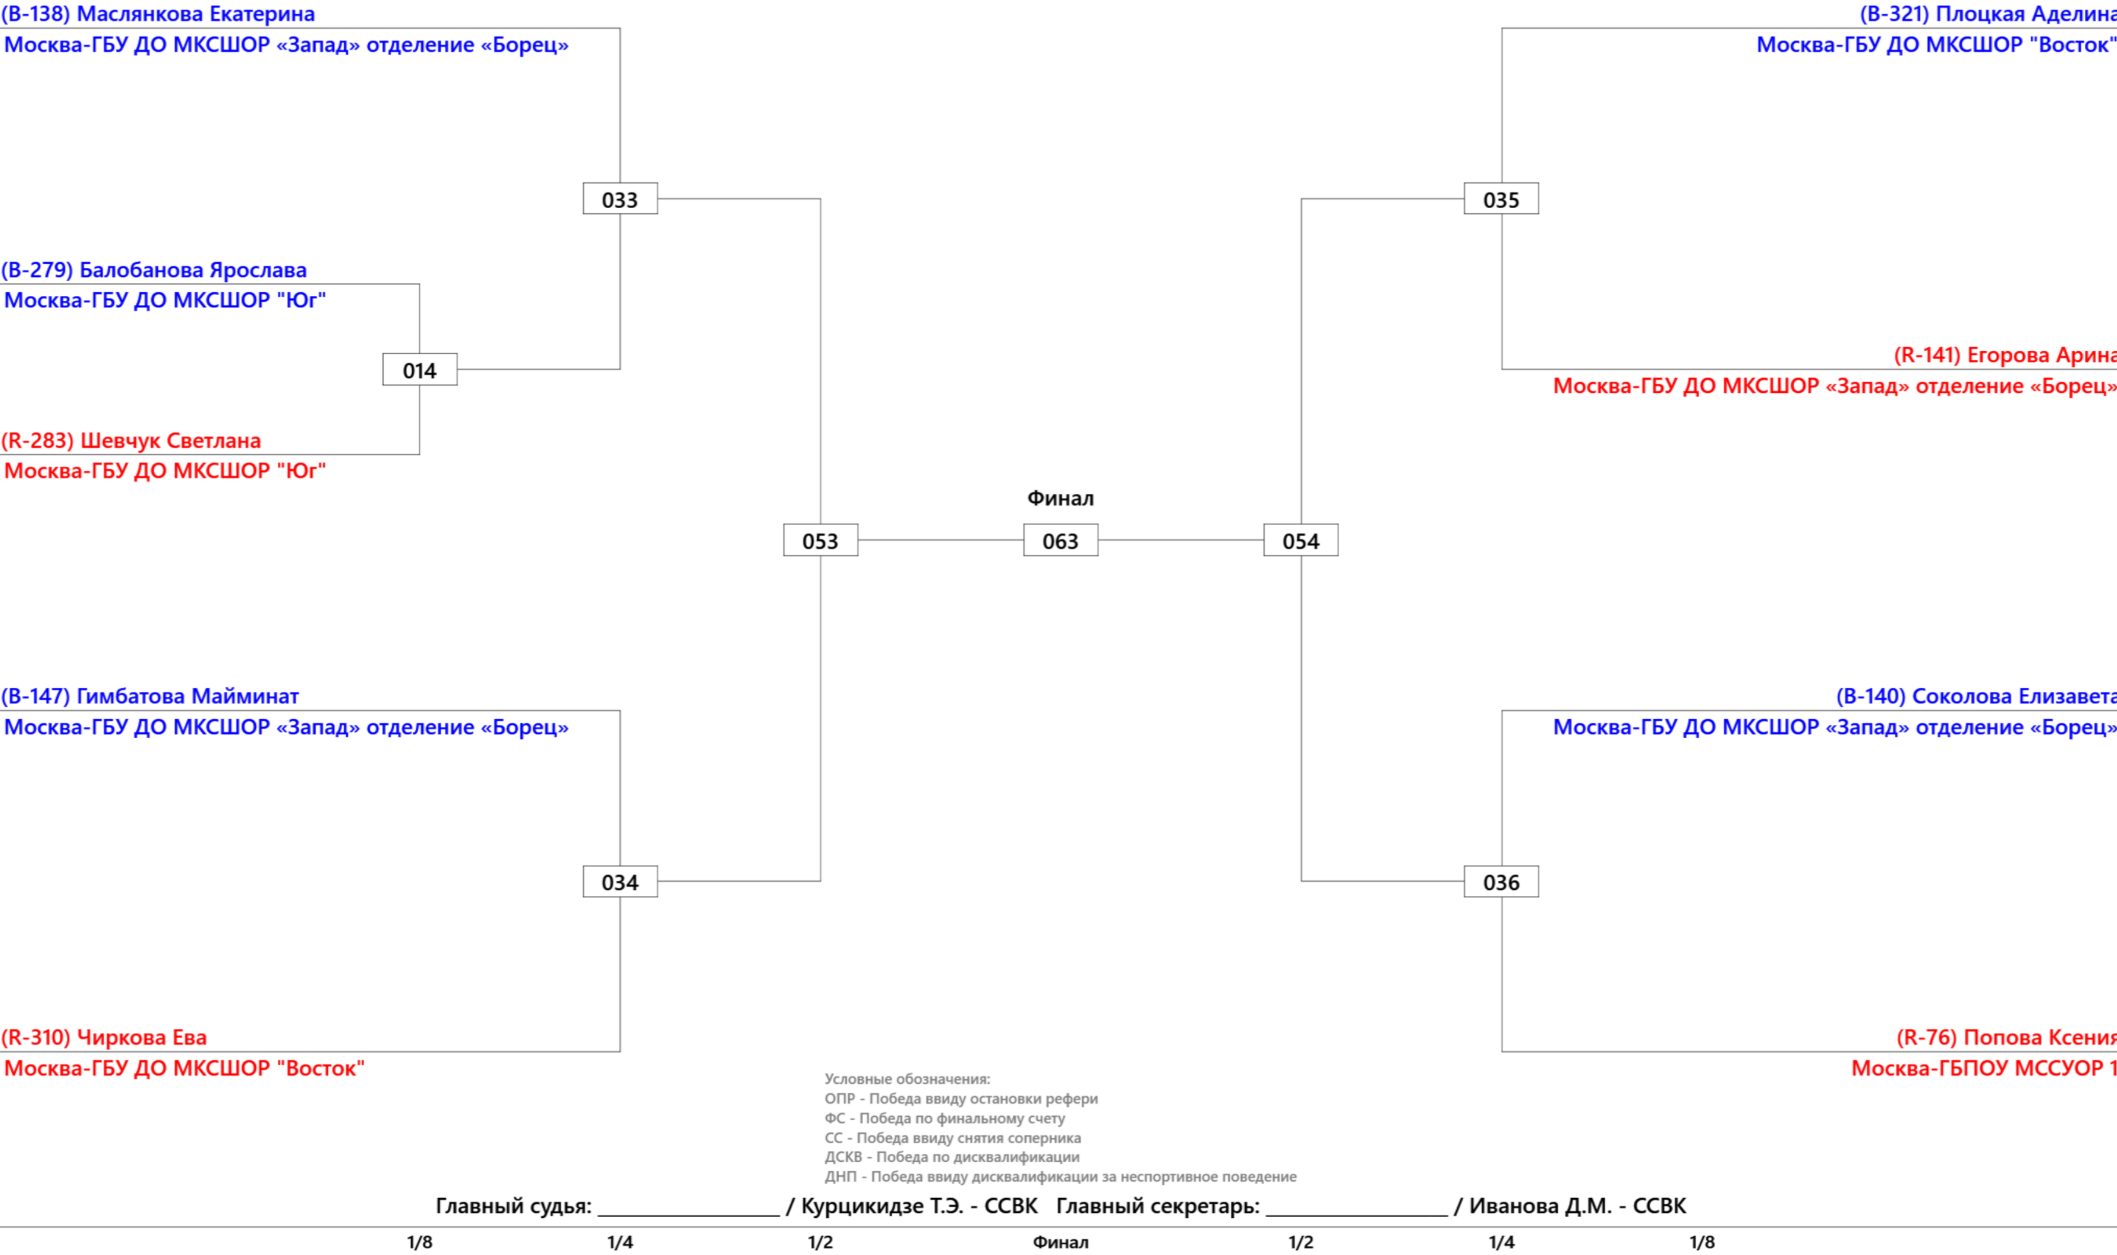 (B-138) Маслянкова Екатерина
Москва-ГБУ ДО МКСШОР «Запад» отделение «Борец»
(B-321) Плоцкая Аделина
Москва-ГБУ ДО МКСШОР "Восток"
033
035
(B-279) Балобанова Ярослава
Москва-ГБУ ДО МКСШОР "Юг"
014
(R-141) Егорова Арина
Москва-ГБУ ДО МКСШОР «Запад» отделение «Борец»
(R-283) Шевчук Светлана
Москва-ГБУ ДО МКСШОР "Юг"
Финал
053
063
054
(B-147) Гимбатова Майминат
Москва-ГБУ ДО МКСШОР «Запад» отделение «Борец»
(B-140) Соколова Елизавета
Москва-ГБУ ДО МКСШОР «Запад» отделение «Борец»
034
036
(R-310) Чиркова Ева
Москва-ГБУ ДО МКСШОР "Восток"
(R-76) Попова Ксения
Москва-ГБПОУ МССУОР 1
Условные обозначения:
ОПР - Победа ввиду остановки рефери
ФС - Победа по финальному счету
СС - Победа ввиду снятия соперника
ДСКВ - Победа по дисквалификации
ДНП - Победа ввиду дисквалификации за неспортивное поведение
Главный судья: _________________ / Курцикидзе Т.Э. - ССВК Главный секретарь: _________________ / Иванова Д.М. - ССВК
1/8 1/4 1/2 Финал 1/2 1/4 1/8